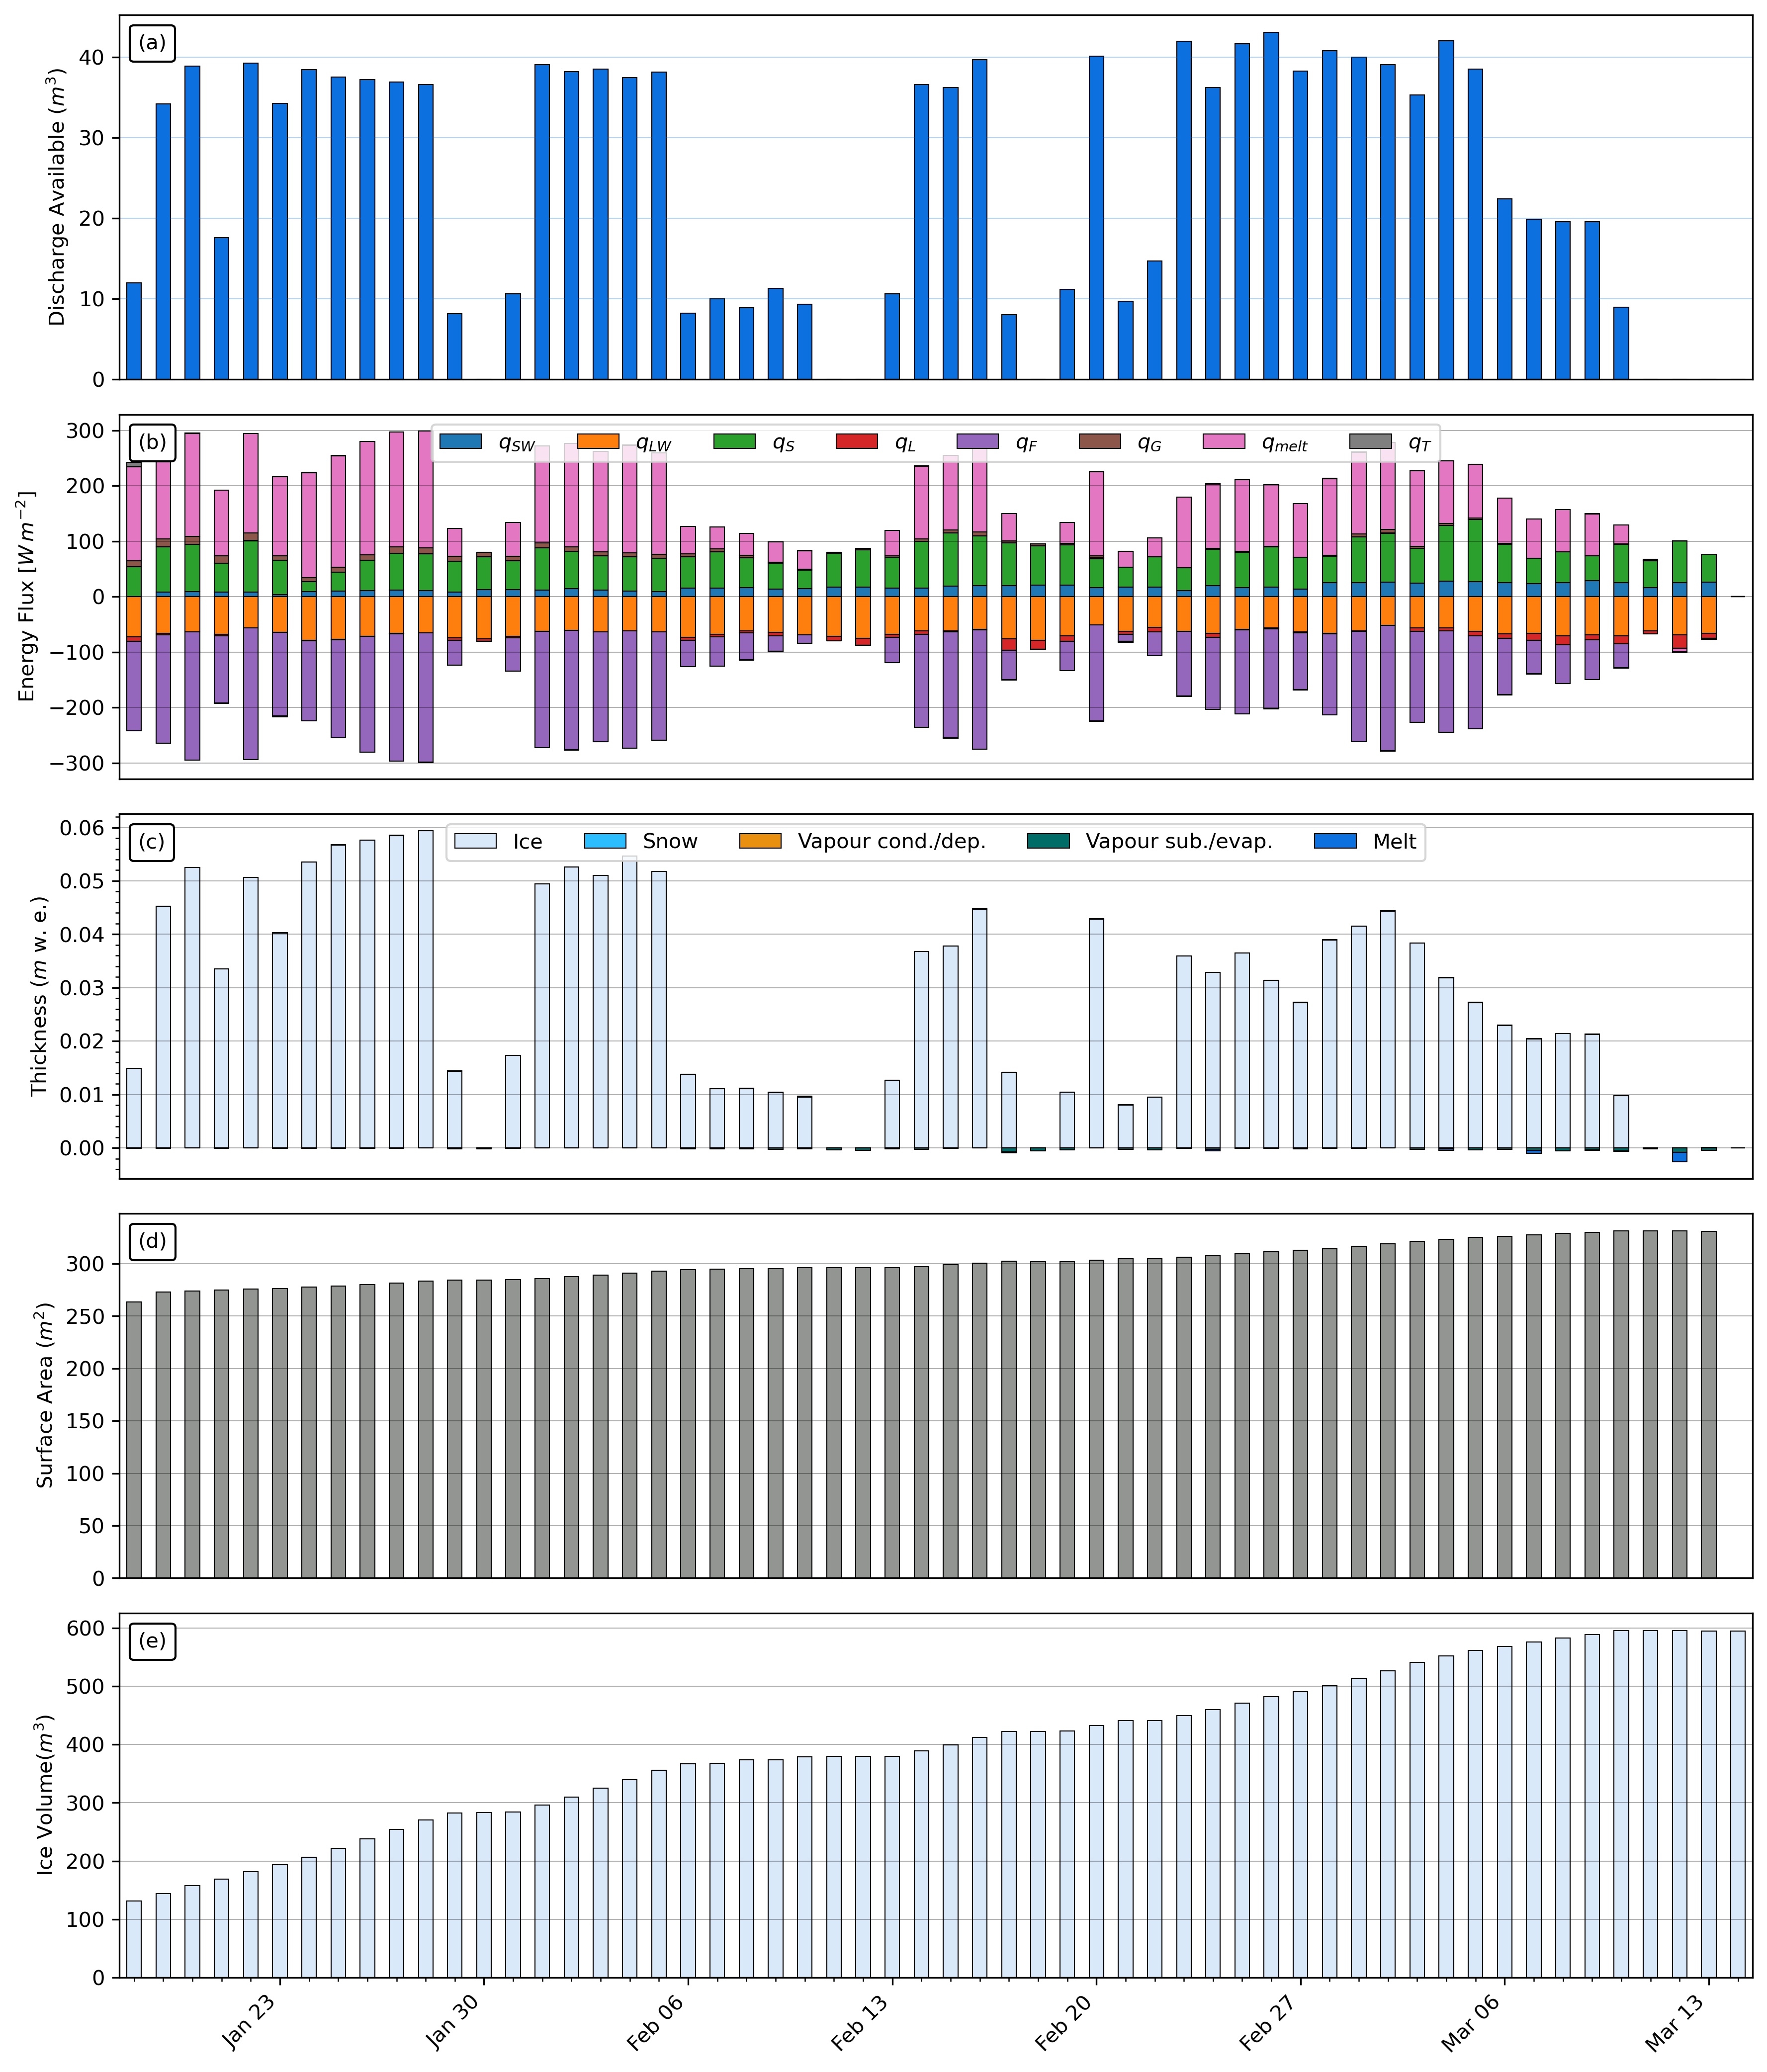 (a)
Discharge Available (m³)
40
30
20
10
0
(b)
q_SW q_LW q_S q_L q_F q_G q_melt q_T
Energy Flux [W m⁻²]
300
200
100
0
−100
−200
−300
(c)
Ice Snow Vapour cond./dep. Vapour sub./evap. Melt
Thickness (m w. e.)
0.06
0.05
0.04
0.03
0.02
0.01
0.00
(d)
Surface Area (m²)
300
250
200
150
100
50
0
(e)
Ice Volume(m³)
600
500
400
300
200
100
0
Jan 23 Jan 30 Feb 06 Feb 13 Feb 20 Feb 27 Mar 06 Mar 13